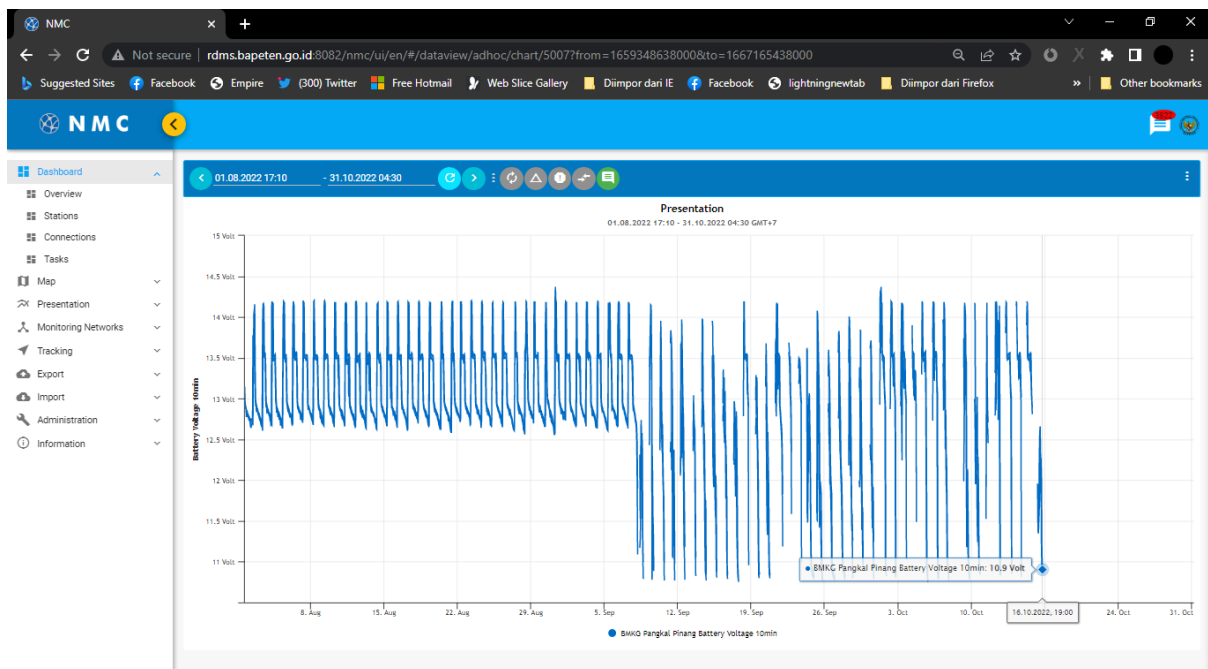 NMC
Not secure | rdms.bapeten.go.id:8082/nmc/ui/en/#/dataview/adhoc/chart/5007?from=1659348638000&to=1667165438000
Suggested Sites Facebook Empire (300) Twitter Free Hotmail Web Slice Gallery Diimpor dari IE Facebook lightningnewtab Diimpor dari Firefox » Other bookmarks
NMC
Dashboard
Overview
Stations
Connections
Tasks
Map
Presentation
Monitoring Networks
Tracking
Export
Import
Administration
Information
01.08.2022 17:10 - 31.10.2022 04:30
Presentation
01.08.2022 17:10 - 31.10.2022 04:30 GMT+7
Battery Voltage 10min
15 Volt
14.5 Volt
14 Volt
13.5 Volt
13 Volt
12.5 Volt
12 Volt
11.5 Volt
11 Volt
BMKG Pangkal Pinang Battery Voltage 10min: 10.9 Volt
8. Aug 15. Aug 22. Aug 29. Aug 5. Sep 12. Sep 19. Sep 26. Sep 3. Oct 10. Oct 16.10.2022, 19:00 24. Oct 31. Oct
BMKG Pangkal Pinang Battery Voltage 10min